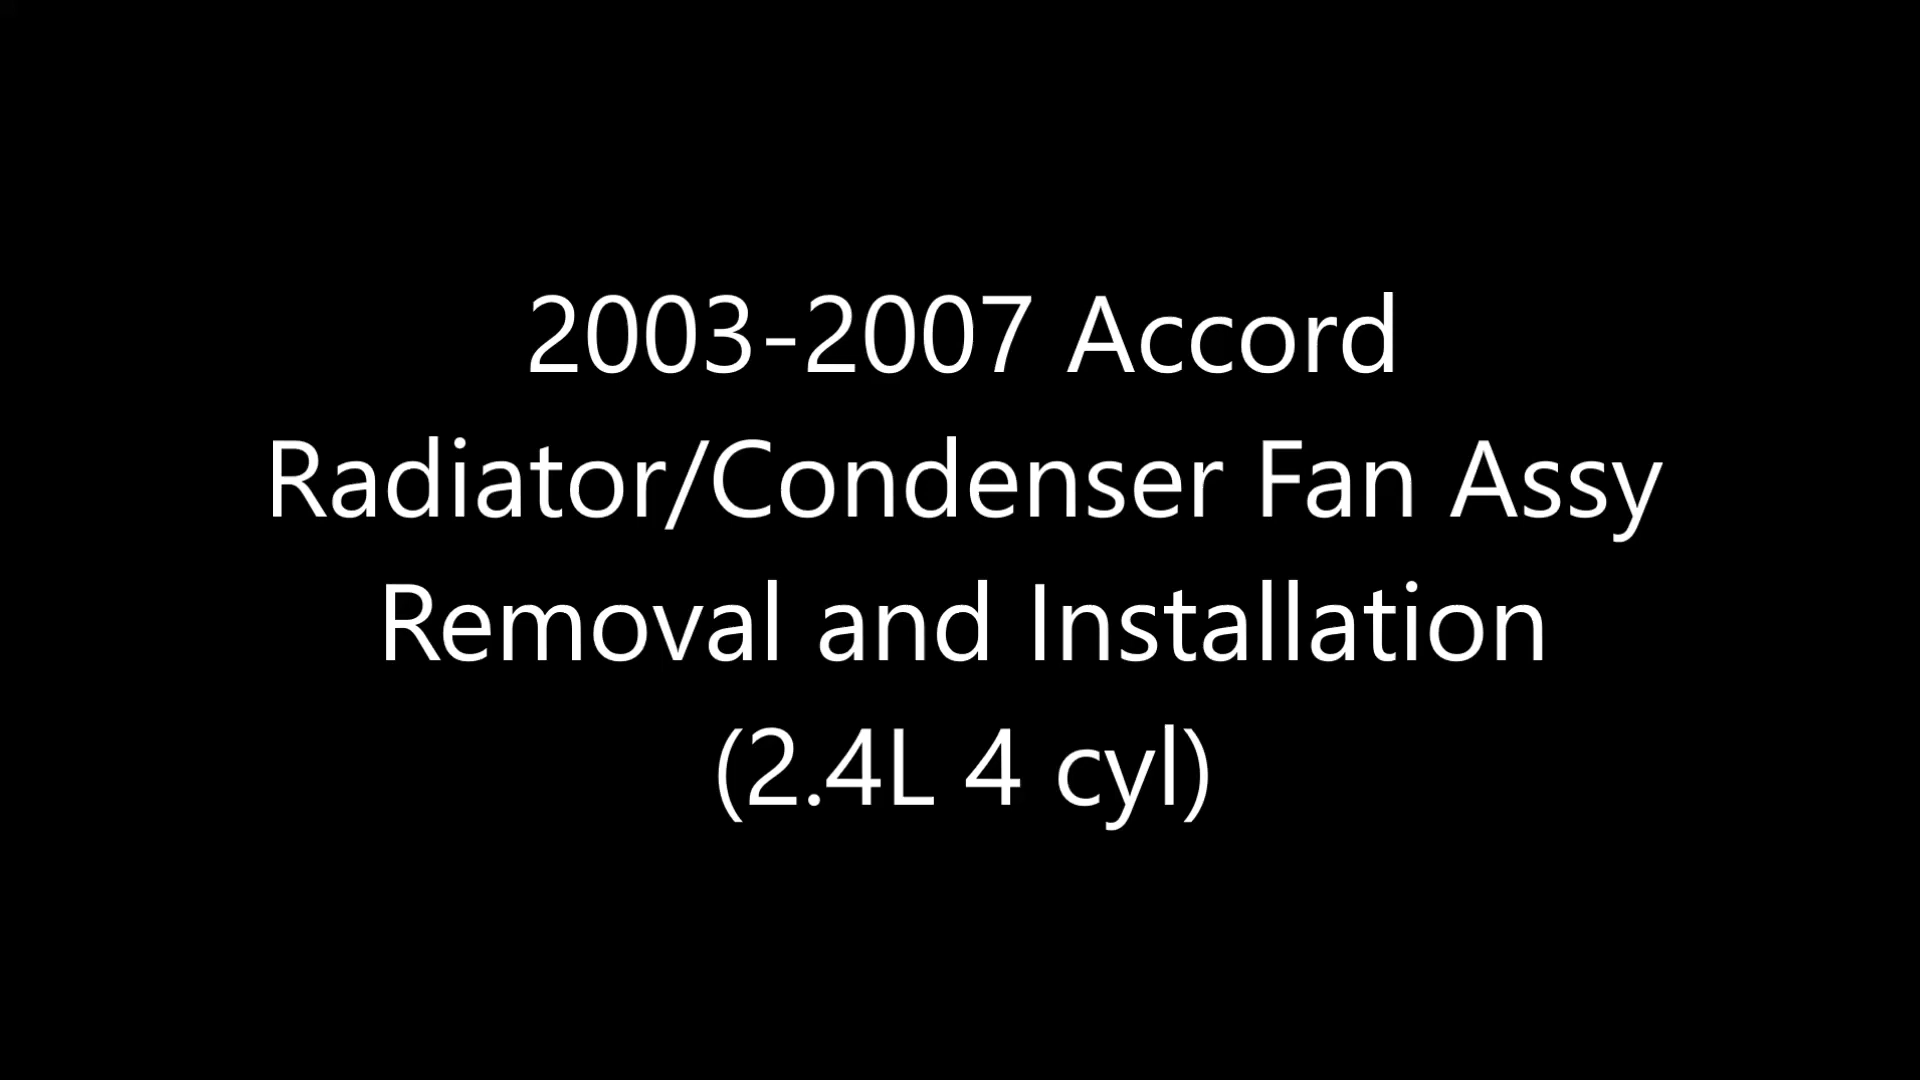 2003-2007 Accord
Radiator/Condenser Fan Assy
Removal and Installation
(2.4L 4 cyl)